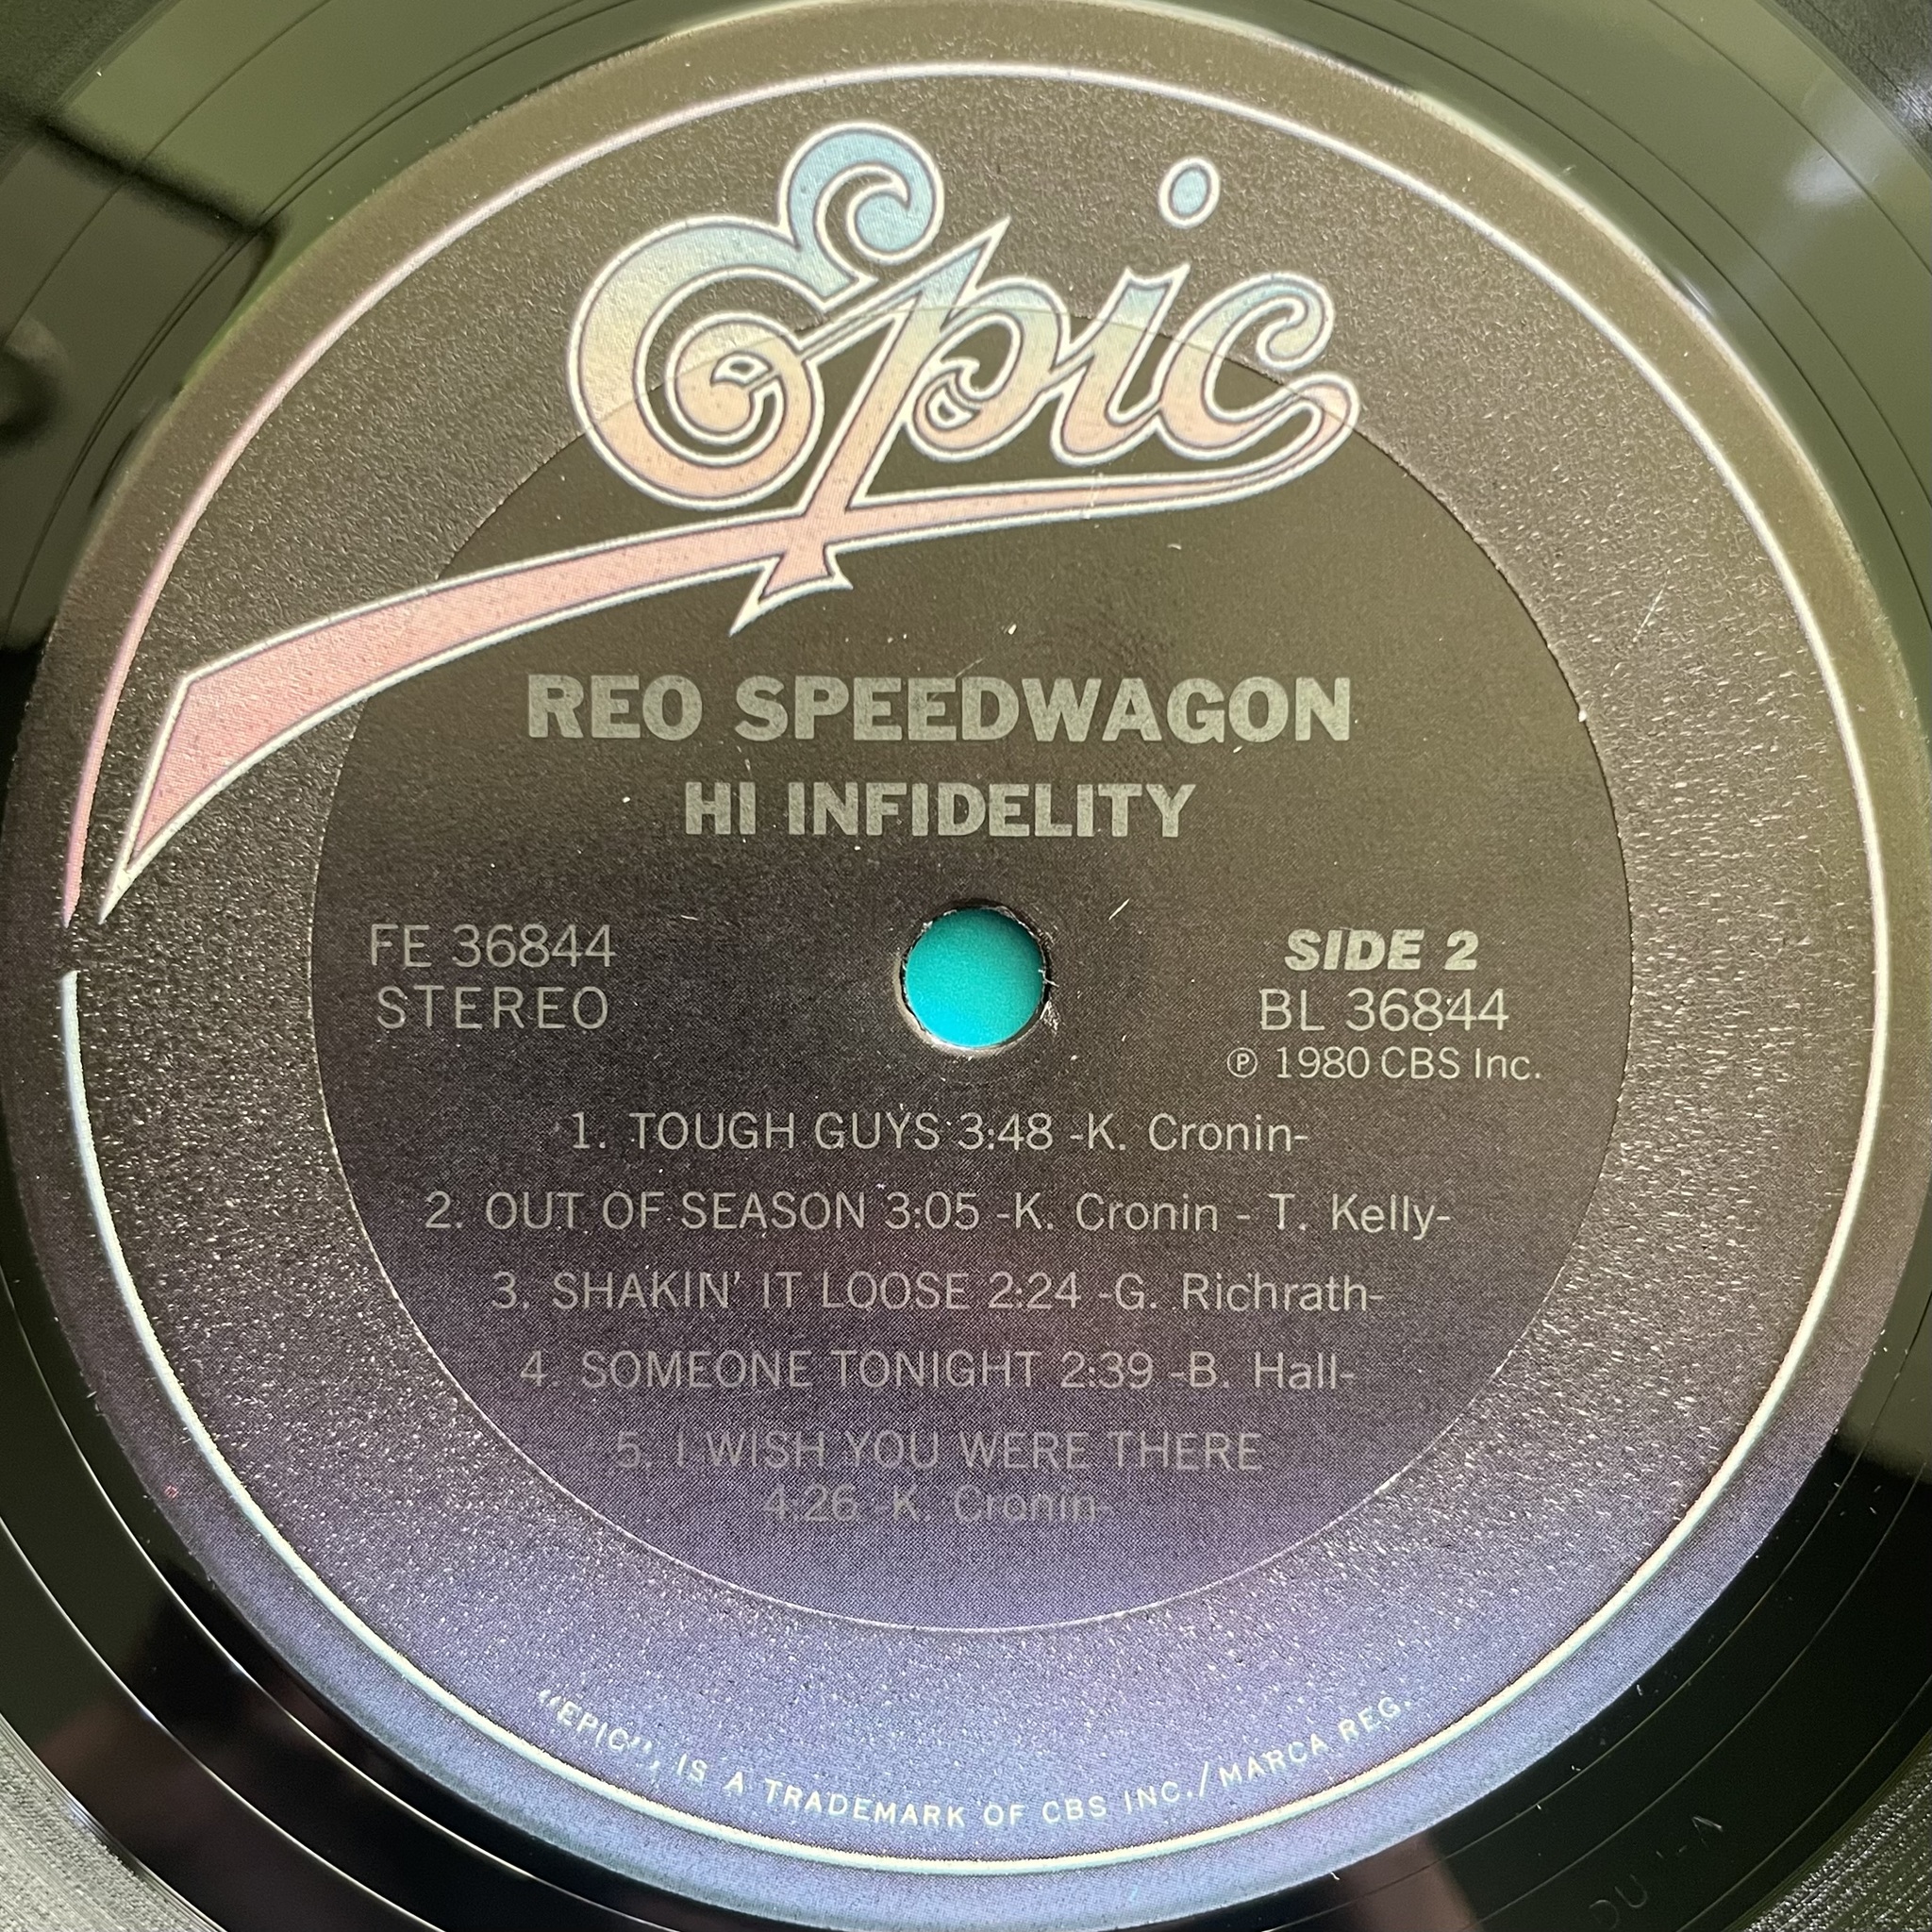 Epic
REO SPEEDWAGON
HI INFIDELITY
FE 36844
STEREO
SIDE 2
BL 36844
℗ 1980 CBS Inc.
1. TOUGH GUYS 3:48 -K. Cronin-
2. OUT OF SEASON 3:05 -K. Cronin - T. Kelly-
3. SHAKIN' IT LOOSE 2:24 -G. Richrath-
4. SOMEONE TONIGHT 2:39 -B. Hall-
5. I WISH YOU WERE THERE
4:26 -K. Cronin-
"EPIC", IS A TRADEMARK OF CBS INC./MARCA REG.